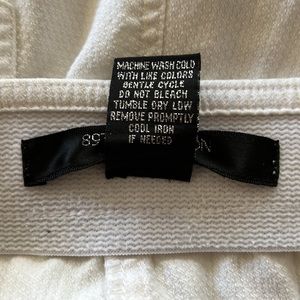 MACHINE WASH COLD
WITH LIKE COLORS
GENTLE CYCLE
DO NOT BLEACH
TUMBLE DRY LOW
REMOVE PROMPTLY
COOL IRON
IF NEEDED